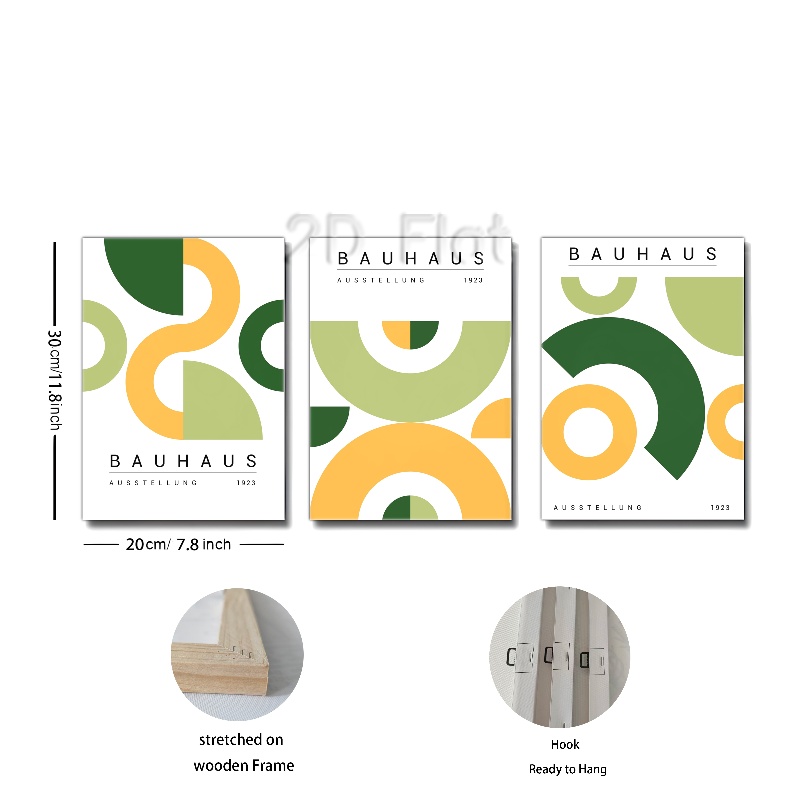 2D Flat
BAUHAUS
AUSSTELLUNG 1923
BAUHAUS
AUSSTELLUNG 1923
BAUHAUS
AUSSTELLUNG 1923
30cm/11.8inch
20cm/ 7.8 inch
stretched on
wooden Frame
Hook
Ready to Hang